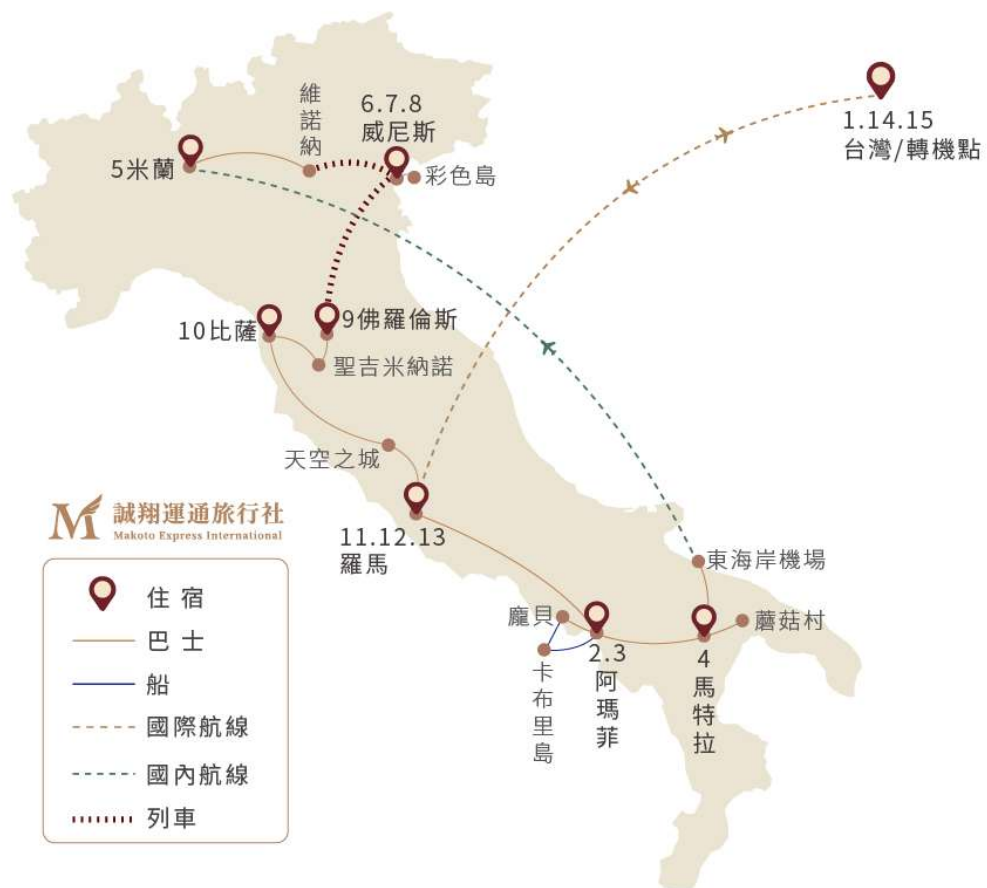 6.7.8
威尼斯
維諾納
1.14.15
台灣/轉機點
5米蘭
彩色島
10比薩
9佛羅倫斯
聖吉米納諾
天空之城
誠翔運通旅行社
Makoto Express International
11.12.13
羅馬
東海岸機場
龐貝
蘑菇村
卡布里島
2.3
阿瑪菲
4
馬特拉
住宿
巴士
船
國際航線
國內航線
列車